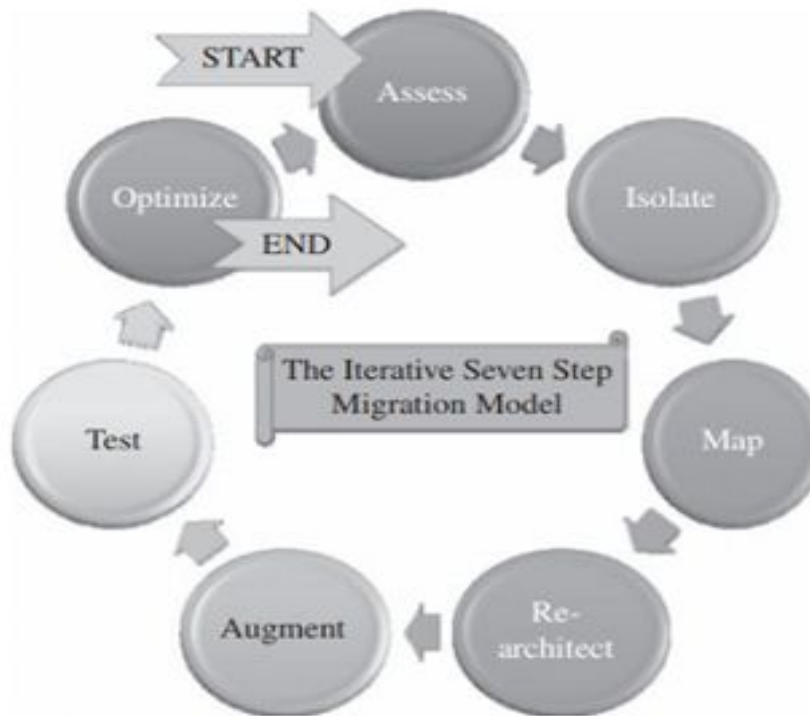 START
Assess
Isolate
Map
Re-
architect
Augment
Test
Optimize
END
The Iterative Seven Step
Migration Model